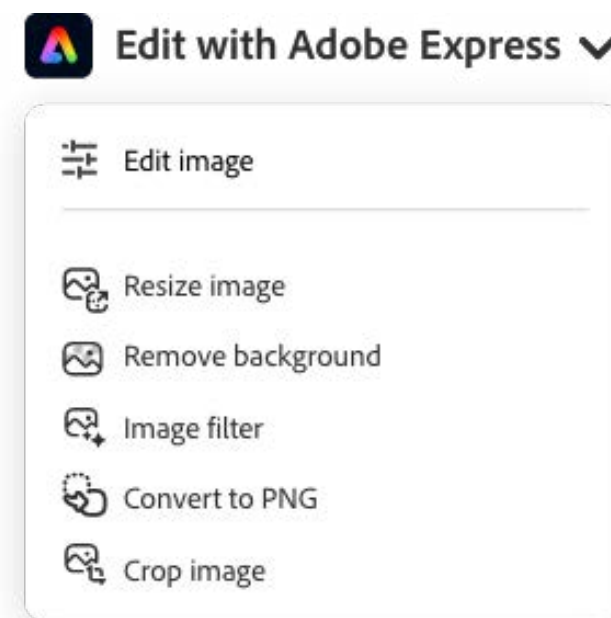 Edit with Adobe Express
Edit image
Resize image
Remove background
Image filter
Convert to PNG
Crop image